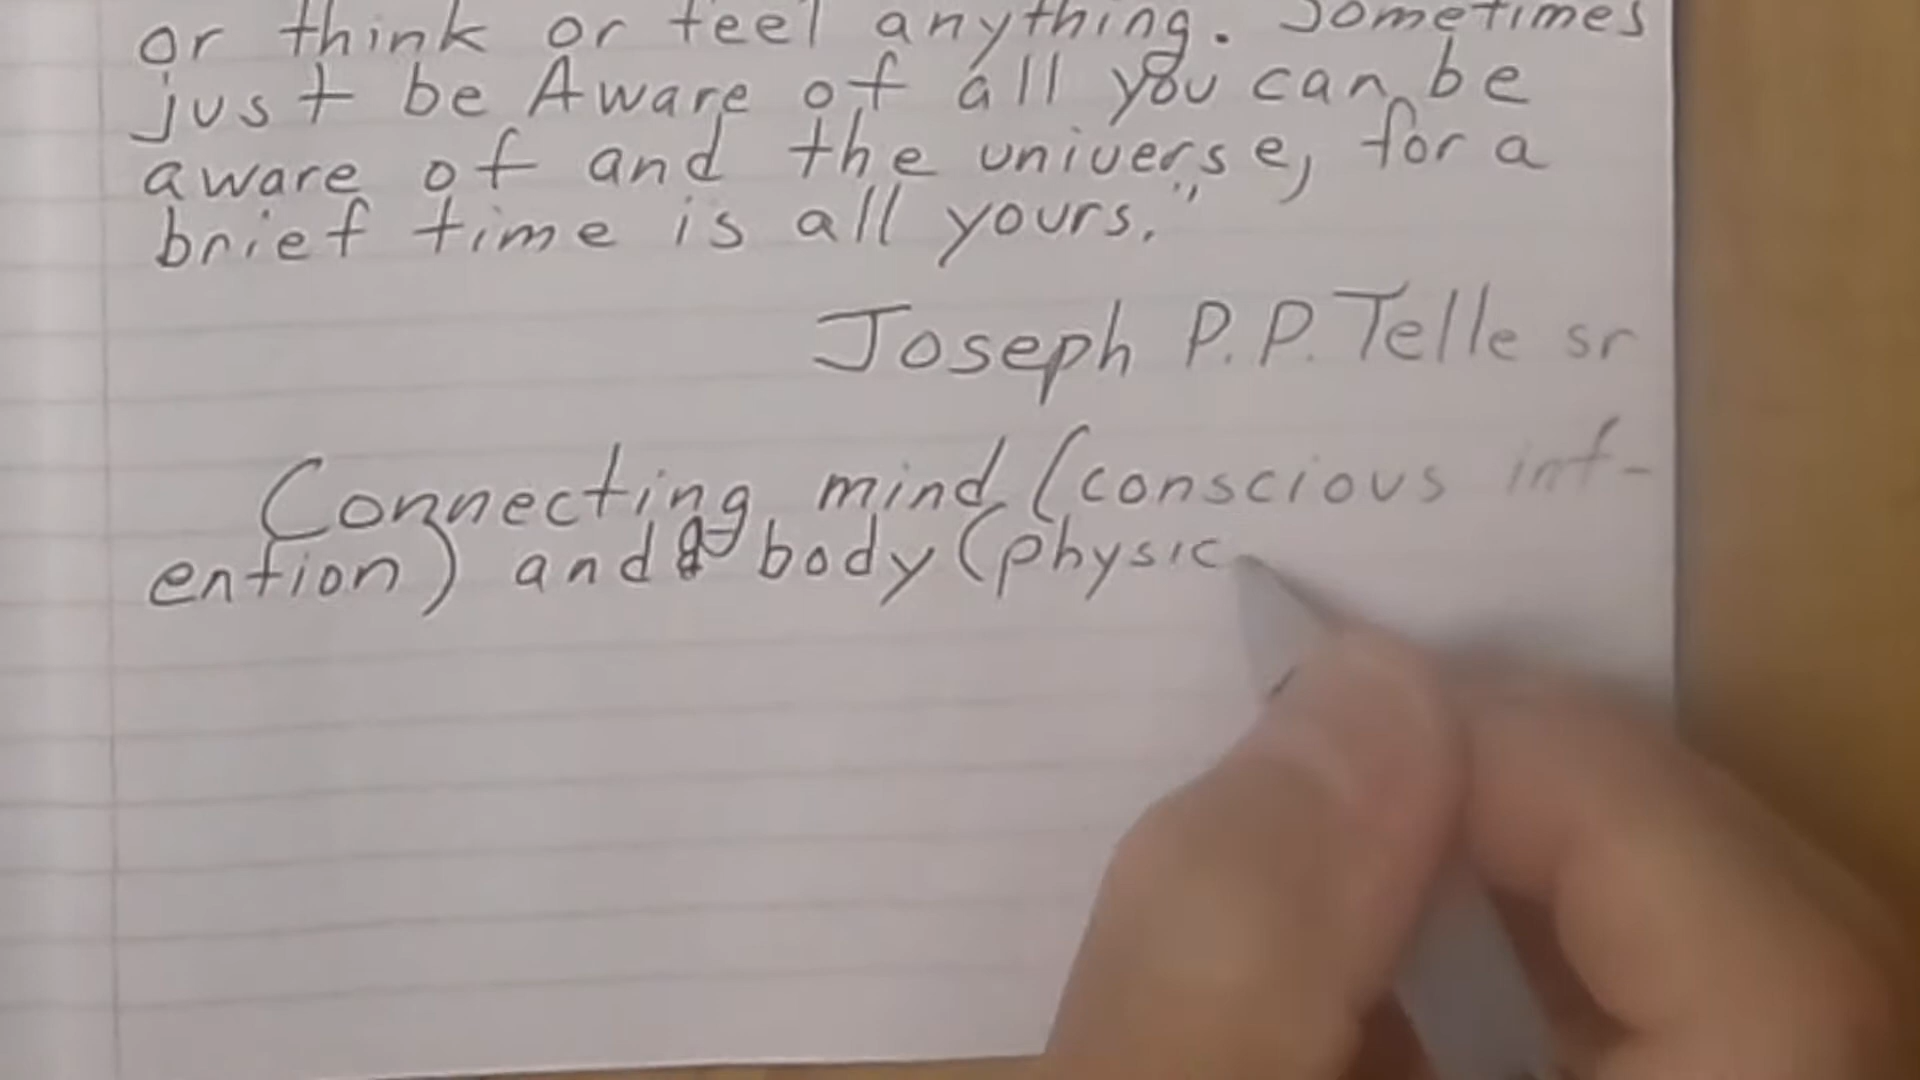 or think or feel anything. Sometimes
just be Aware of all you can be
aware of and the universe, for a
brief time is all yours."
Joseph P. P. Telle sr
Connecting mind (conscious int-
ention) and body (physic